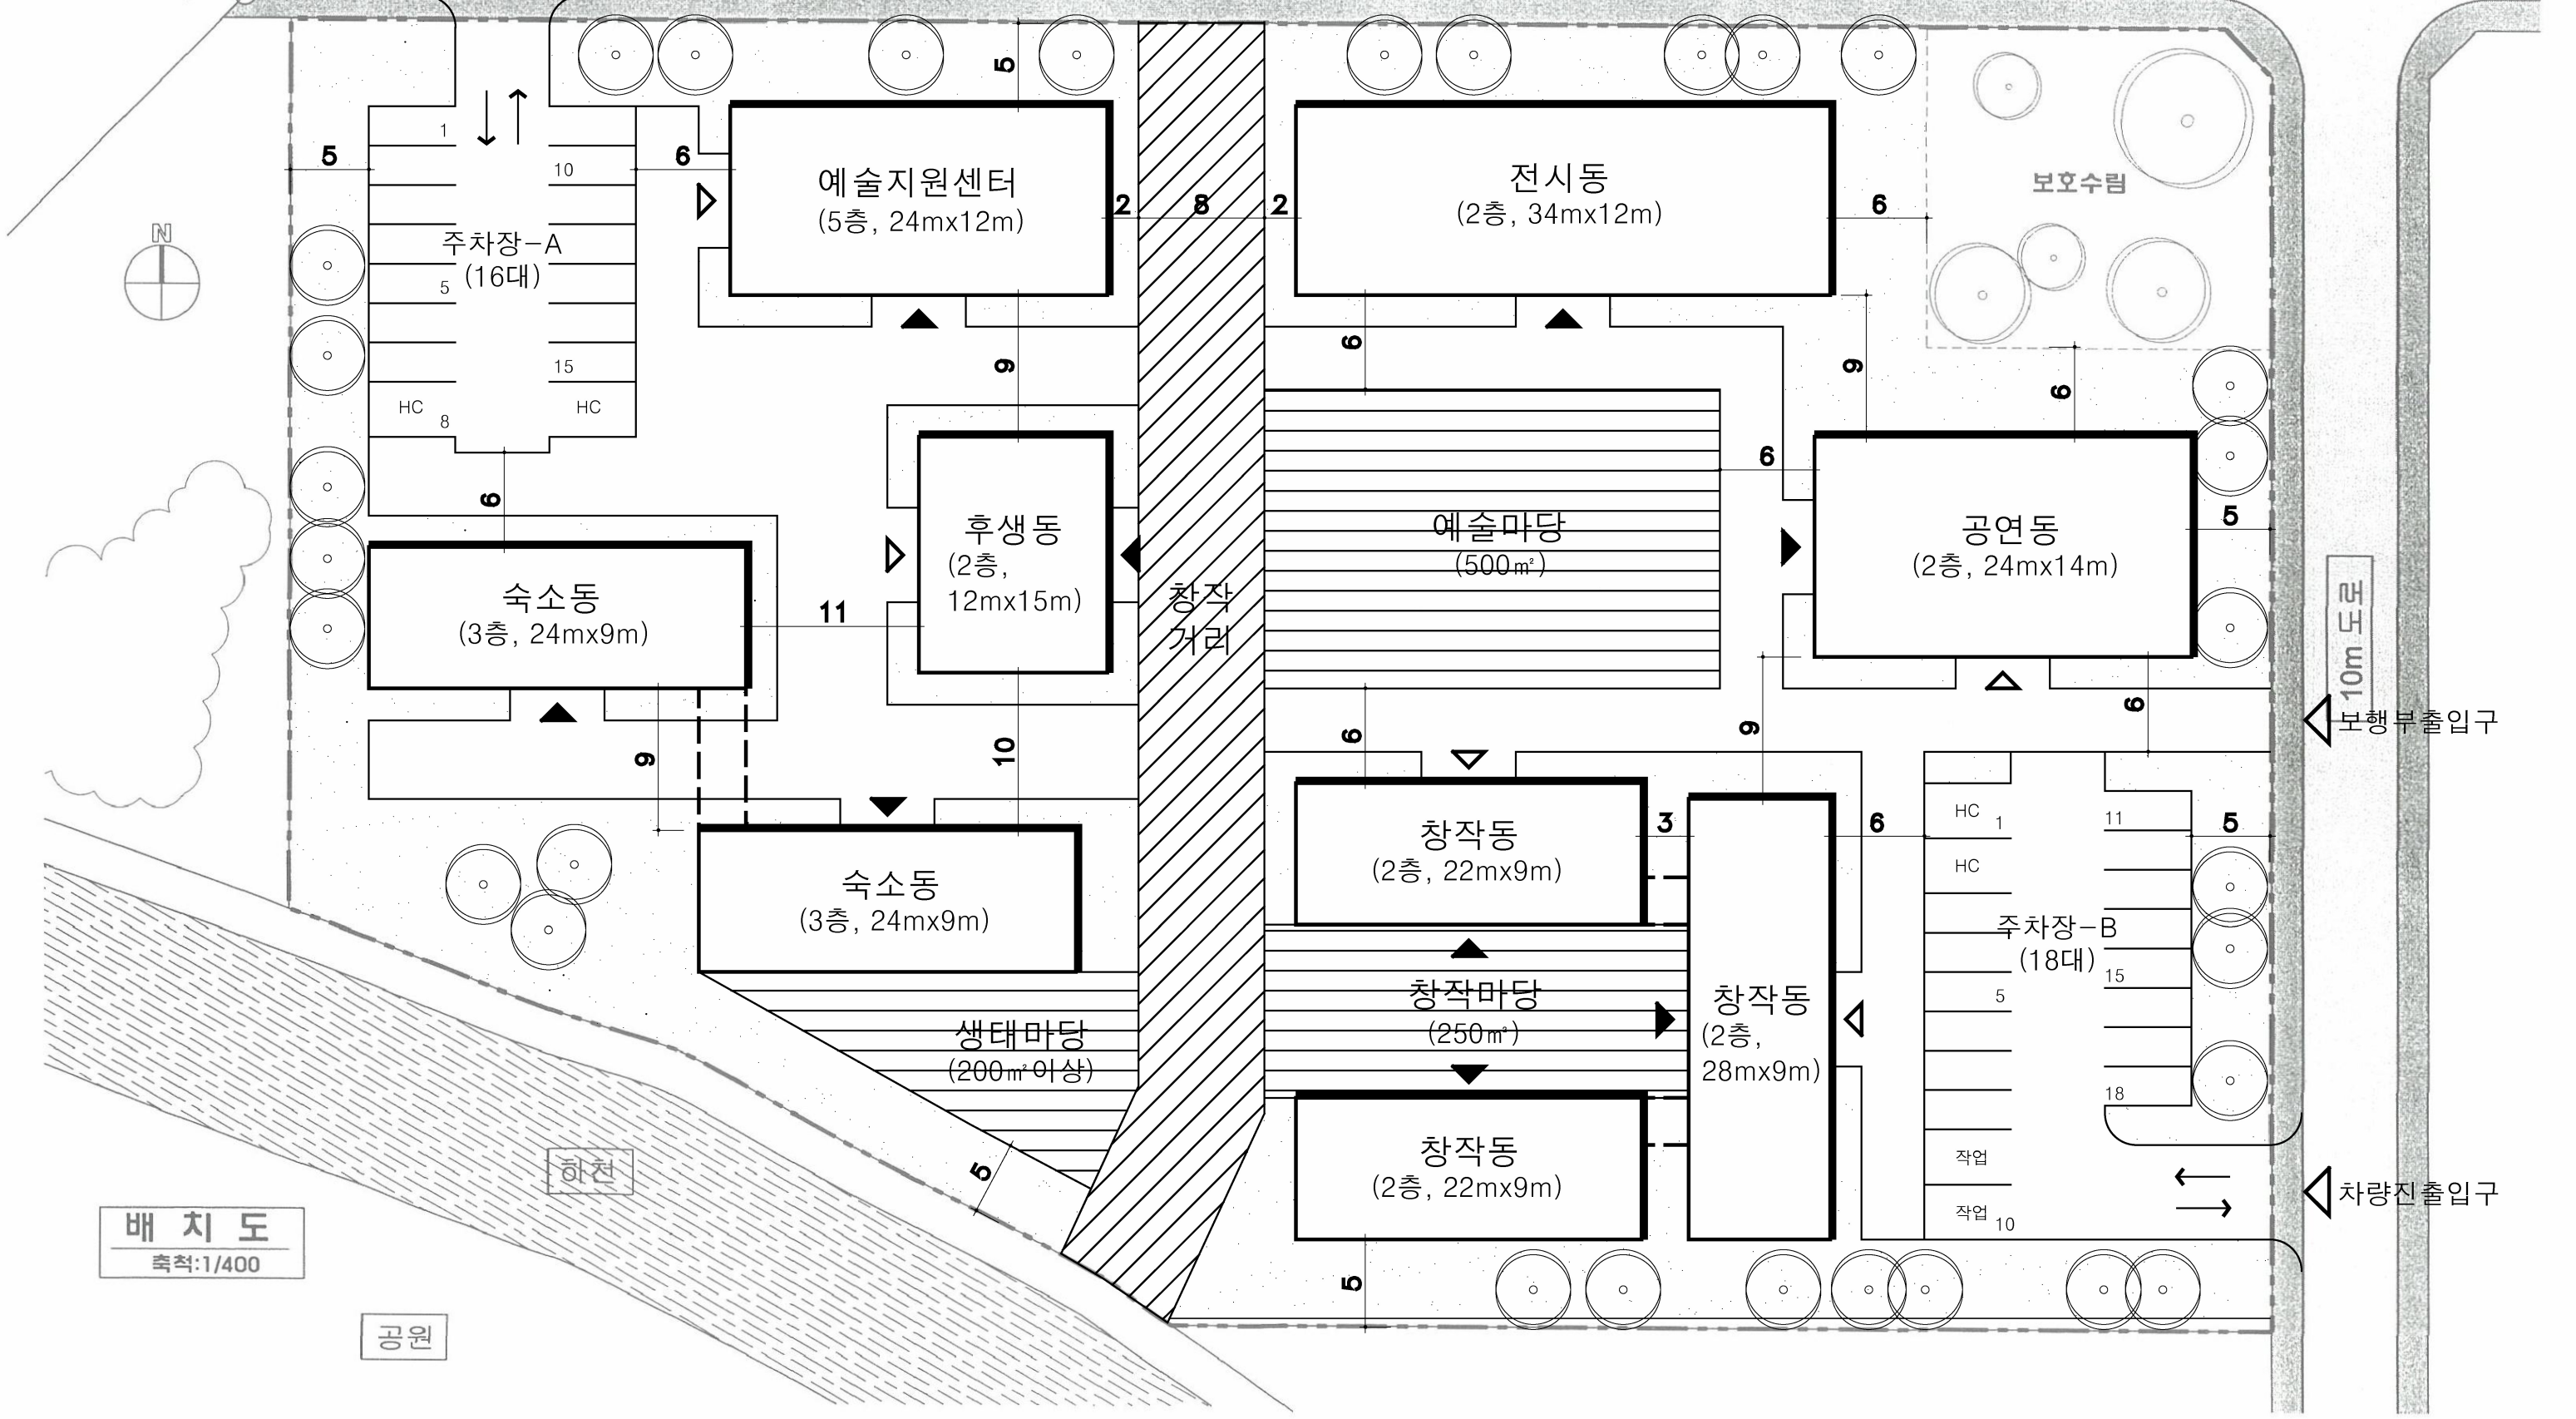 5
1
10
5
6
예술지원센터
(5층, 24mx12m)
2
8
2
전시동
(2층, 34mx12m)
6
보호수림
N
주차장-A
(16대)
5
15
HC
8
HC
6
9
6
9
6
6
후생동
(2층,
12mx15m)
예술마당
(500㎡)
6
공연동
(2층, 24mx14m)
5
숙소동
(3층, 24mx9m)
11
창작
거리
10m 도로
보행부출입구
9
10
6
9
6
숙소동
(3층, 24mx9m)
창작동
(2층, 22mx9m)
3
6
HC
1
HC
11
5
주차장-B
(18대)
15
5
18
작업
작업
10
생태마당
(200㎡이상)
창작마당
(250㎡)
창작동
(2층,
28mx9m)
창작동
(2층, 22mx9m)
차량진출입구
5
5
하천
배 치 도
축척:1/400
공원